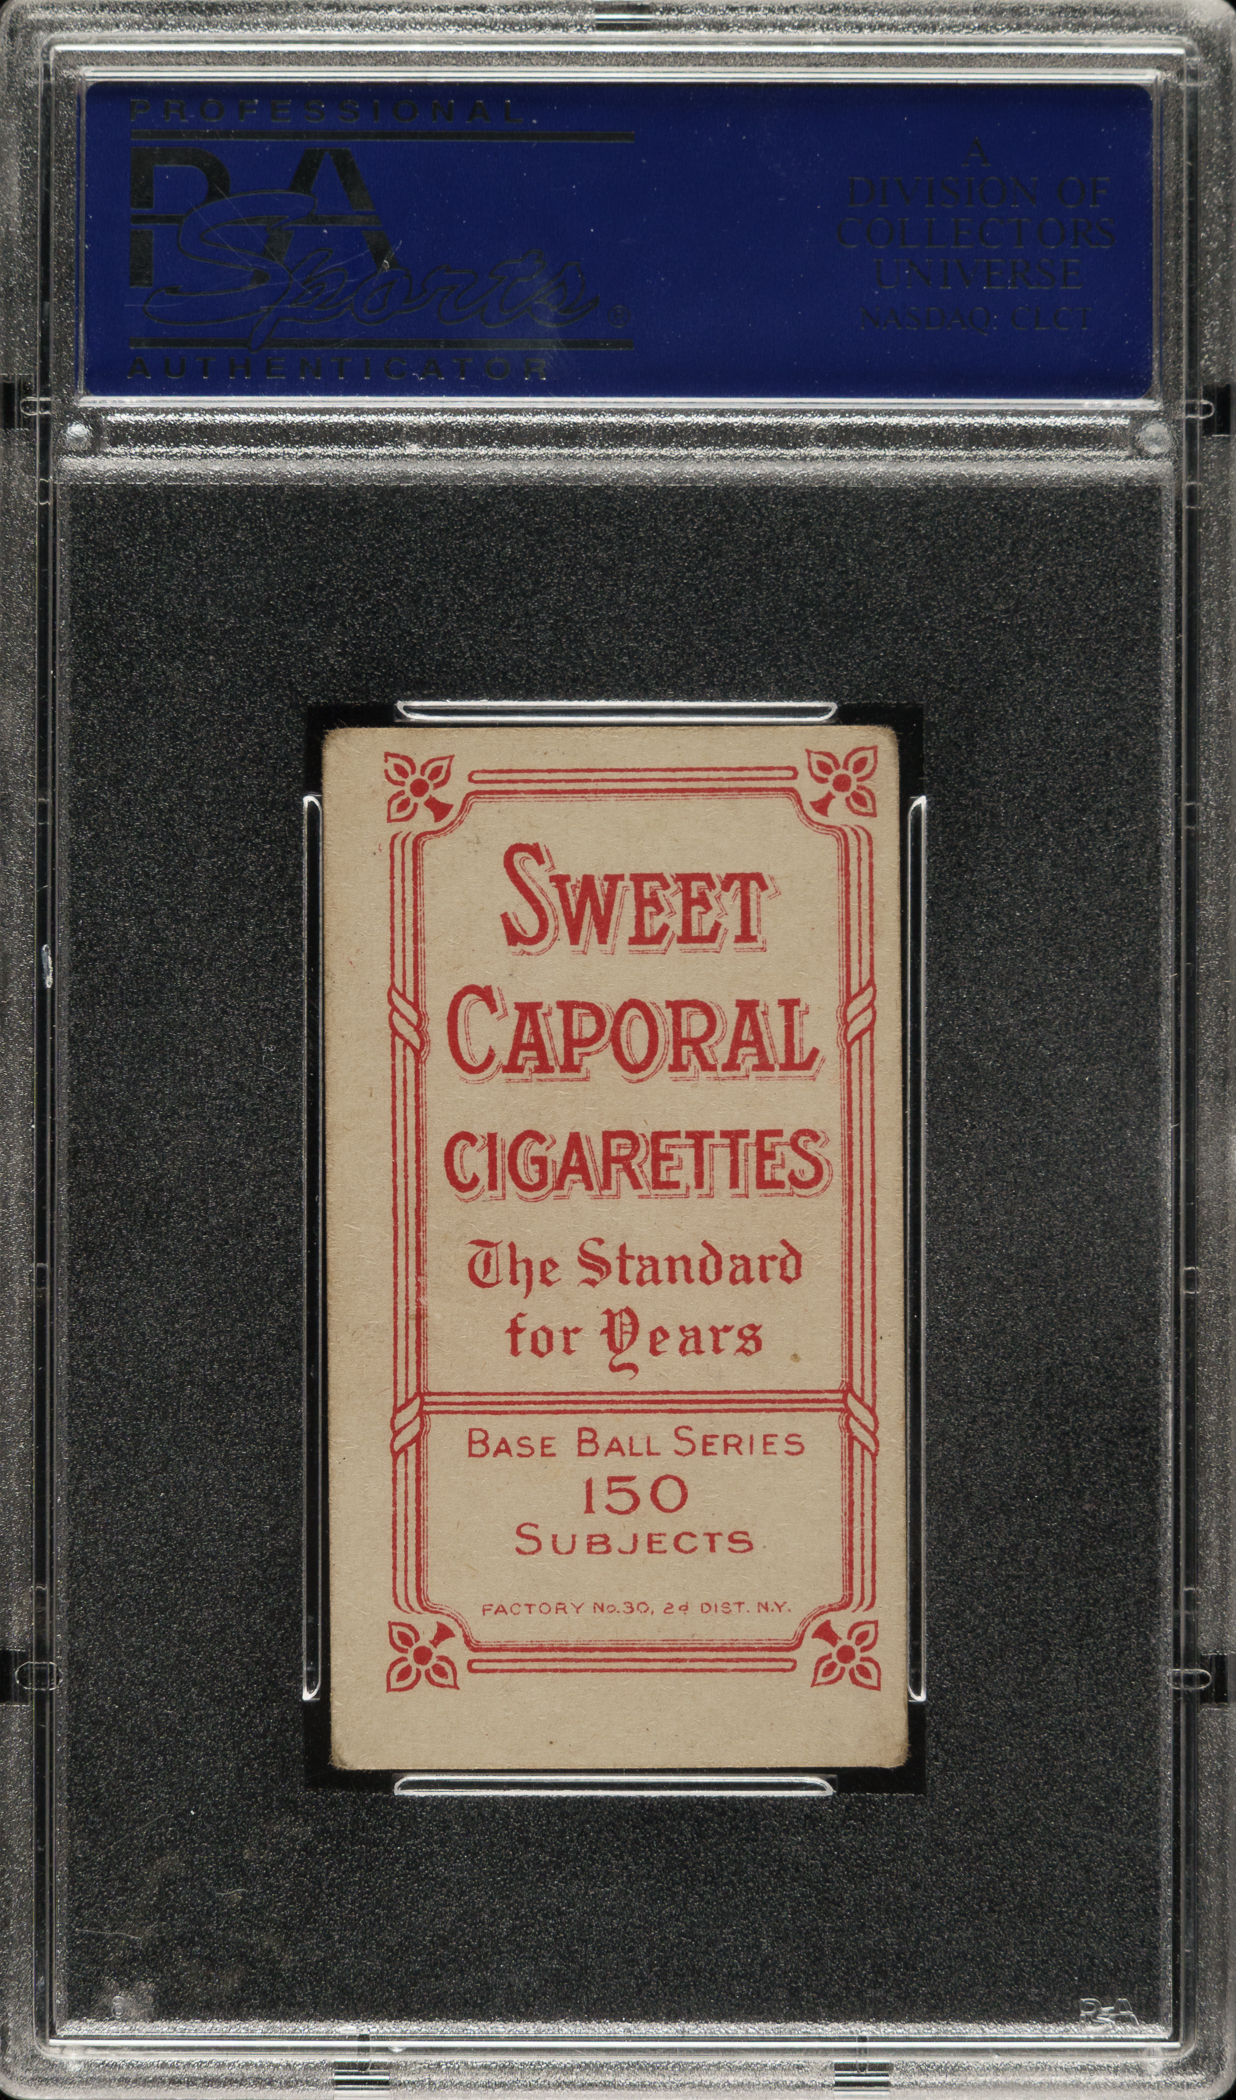 PROFESSIONAL
PSA
Sports ®
AUTHENTICATOR
A
DIVISION OF
COLLECTORS
UNIVERSE
NASDAQ: CLCT
SWEET
CAPORAL
CIGARETTES
The Standard
for Years
BASE BALL SERIES
150
SUBJECTS
FACTORY No. 30, 2d DIST. N.Y.
PSA